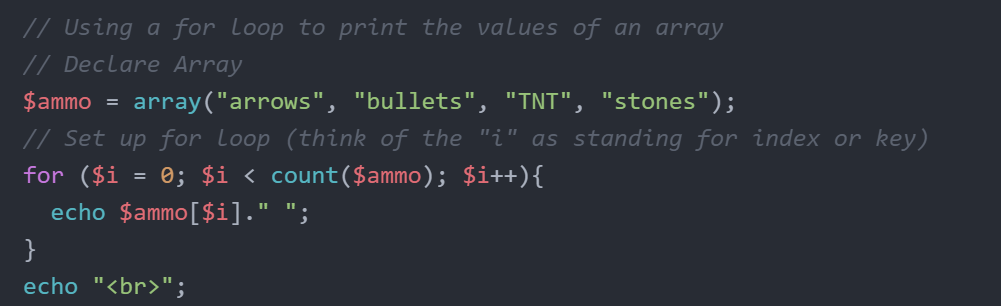 // Using a for loop to print the values of an array
// Declare Array
$ammo = array("arrows", "bullets", "TNT", "stones");
// Set up for loop (think of the "i" as standing for index or key)
for ($i = 0; $i < count($ammo); $i++){
  echo $ammo[$i]." ";
}
echo "<br>";